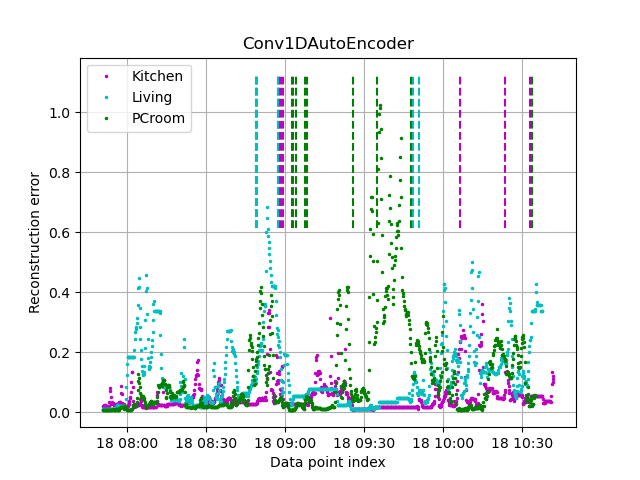 Conv1DAutoEncoder
Kitchen
Living
PCroom
Reconstruction error
1.0
0.8
0.6
0.4
0.2
0.0
18 08:00 18 08:30 18 09:00 18 09:30 18 10:00 18 10:30
Data point index